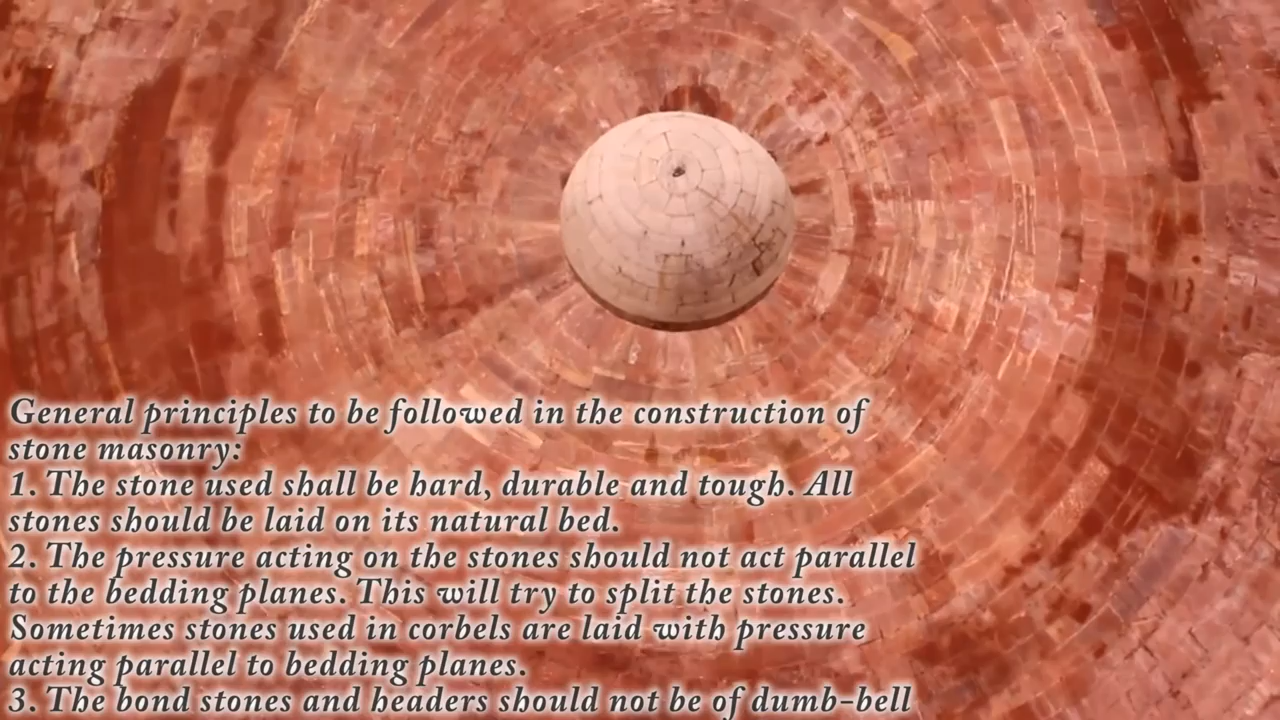 General principles to be followed in the construction of
stone masonry:
1. The stone used shall be hard, durable and tough. All
stones should be laid on its natural bed.
2. The pressure acting on the stones should not act parallel
to the bedding planes. This will try to split the stones.
Sometimes stones used in corbels are laid with pressure
acting parallel to bedding planes.
3. The bond stones and headers should not be of dumb-bell